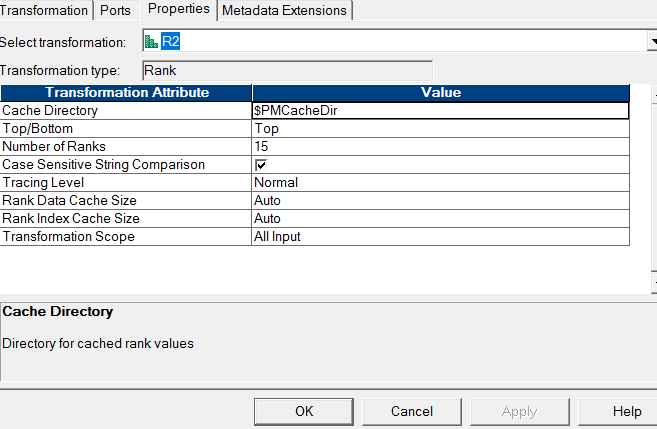 Transformation Ports Properties Metadata Extensions
Select transformation: R2
Transformation type: Rank
Transformation Attribute Value
Cache Directory $PMCacheDir
Top/Bottom Top
Number of Ranks 15
Case Sensitive String Comparison
Tracing Level Normal
Rank Data Cache Size Auto
Rank Index Cache Size Auto
Transformation Scope All Input
Cache Directory
Directory for cached rank values
OK Cancel Apply Help